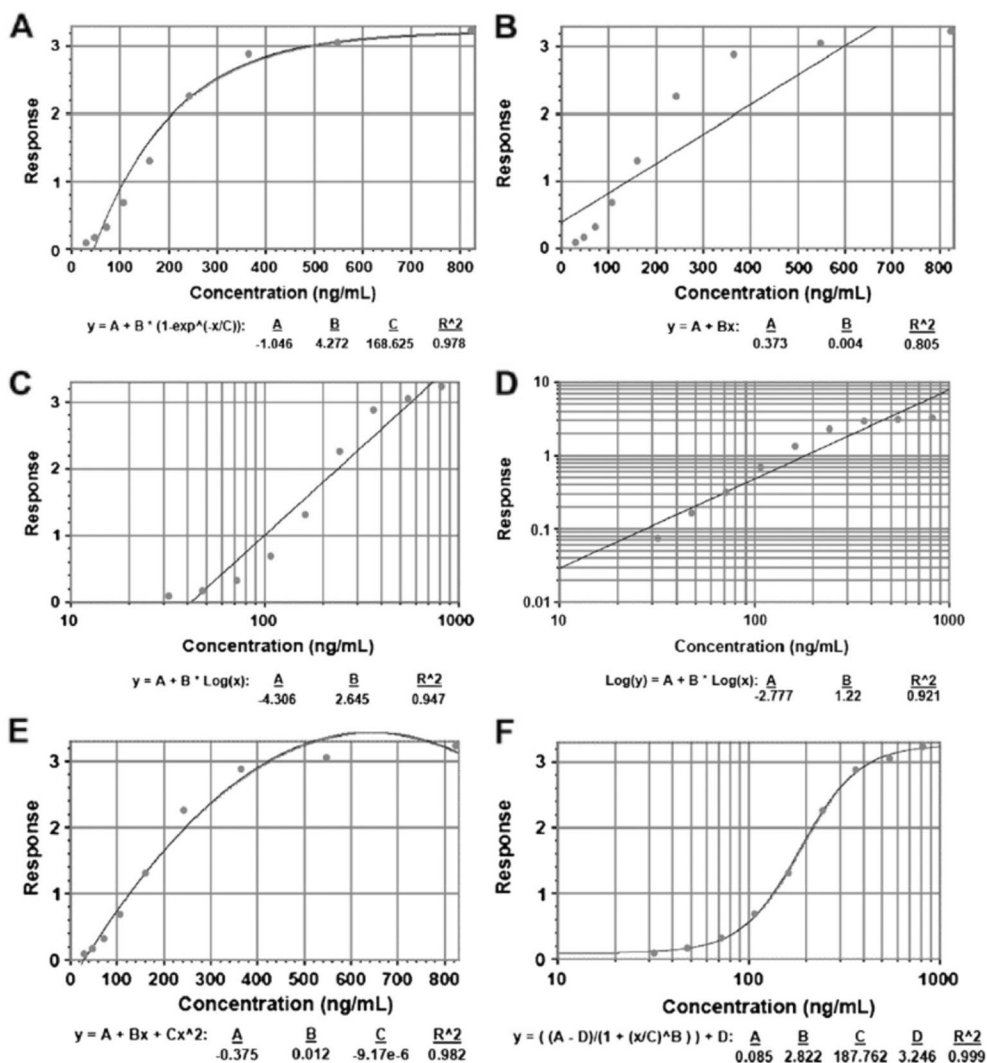 A
B
Response
3
2
1
0
0 100 200 300 400 500 600 700 800
Concentration (ng/mL)
y = A + B * (1-exp^(-x/C)): A B C R^2
-1.046 4.272 168.625 0.978
Response
3
2
1
0
0 100 200 300 400 500 600 700 800
Concentration (ng/mL)
y = A + Bx: A B R^2
0.373 0.004 0.805
C
D
Response
3
2
1
0
10 100 1000
Concentration (ng/mL)
y = A + B * Log(x): A B R^2
-4.306 2.645 0.947
Response
10
1
0.1
0.01
10 100 1000
Concentration (ng/mL)
Log(y) = A + B * Log(x): A B R^2
-2.777 1.22 0.921
E
F
Response
3
2
1
0
0 100 200 300 400 500 600 700 800
Concentration (ng/mL)
y = A + Bx + Cx^2: A B C R^2
-0.375 0.012 -9.17e-6 0.982
Response
3
2
1
0
10 100 1000
Concentration (ng/mL)
y = ( (A - D)/(1 + (x/C)^B ) ) + D: A B C D R^2
0.085 2.822 187.762 3.246 0.999